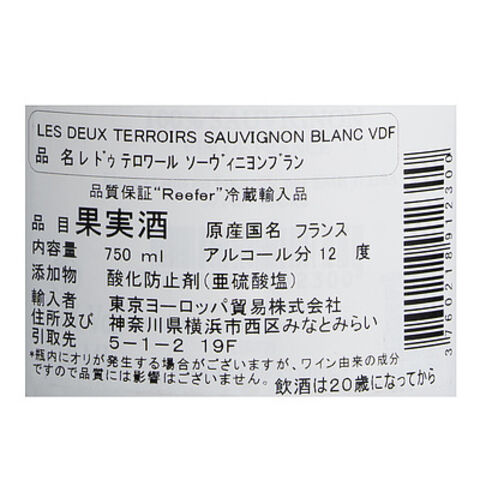 LES DEUX TERROIRS SAUVIGNON BLANC VDF
品 名 レ ドゥ テロワール ソーヴィニヨンブラン
品質保証“Reefer”冷蔵輸入品
品 目 果実酒 原産国名 フランス
内容量 750 ml アルコール分 12 度
添加物 酸化防止剤(亜硫酸塩)
輸入者 東京ヨーロッパ貿易株式会社
住所及び 神奈川県横浜市西区みなとみらい
引取先 5-1-2 19F
*瓶内にオリが発生する場合がございますが、ワイン由来の成分
ですので品質には影響はございません。
飲酒は20歳になってから
3760218912300